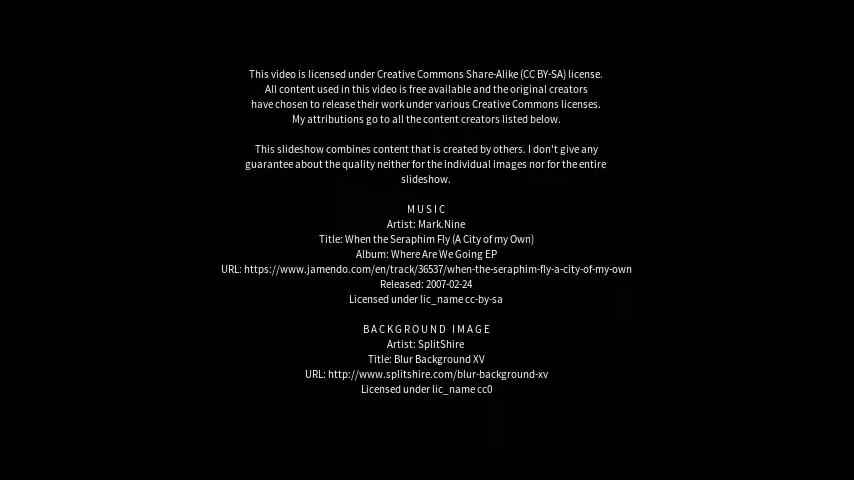 This video is licensed under Creative Commons Share-Alike (CC BY-SA) license.
All content used in this video is free available and the original creators
have chosen to release their work under various Creative Commons licenses.
My attributions go to all the content creators listed below.
This slideshow combines content that is created by others. I don't give any
guarantee about the quality neither for the individual images nor for the entire
slideshow.
MUSIC
Artist: Mark.Nine
Title: When the Seraphim Fly (A City of my Own)
Album: Where Are We Going EP
URL: https://www.jamendo.com/en/track/36537/when-the-seraphim-fly-a-city-of-my-own
Released: 2007-02-24
Licensed under lic_name cc-by-sa
BACKGROUND IMAGE
Artist: SplitShire
Title: Blur Background XV
URL: http://www.splitshire.com/blur-background-xv
Licensed under lic_name cc0